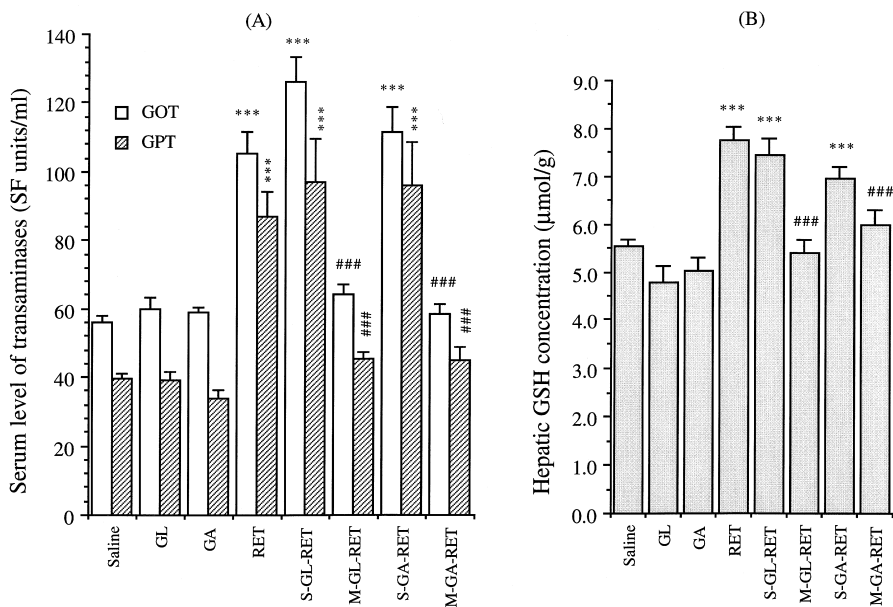 (A)
Serum level of transaminases (SF units/ml)
140
120
100
80
60
40
20
0
GOT
GPT
***
***
***
***
***
***
###
###
###
###
Saline
GL
GA
RET
S-GL-RET
M-GL-RET
S-GA-RET
M-GA-RET
(B)
Hepatic GSH concentration (μmol/g)
9.0
8.0
7.0
6.0
5.0
4.0
3.0
2.0
1.0
0.0
***
***
###
***
###
Saline
GL
GA
RET
S-GL-RET
M-GL-RET
S-GA-RET
M-GA-RET